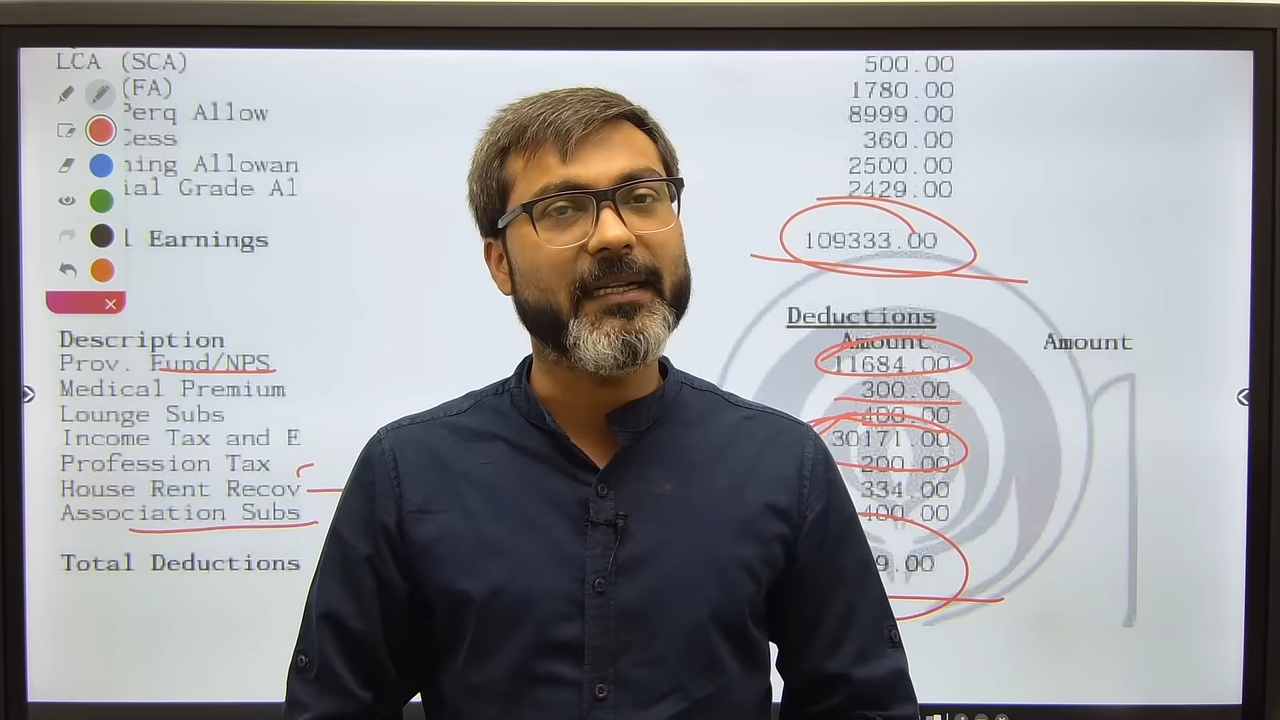 LCA (SCA) 500.00
(FA) 1780.00
Perq Allow 8999.00
Cess 360.00
ning Allowan 2500.00
ial Grade Al 2429.00
l Earnings 109333.00
Deductions
Description Amount Amount
Prov. Fund/NPS 11684.00
Medical Premium 300.00
Lounge Subs 400.00
Income Tax and E 30171.00
Profession Tax 200.00
House Rent Recov 334.00
Association Subs 400.00
Total Deductions 9.00